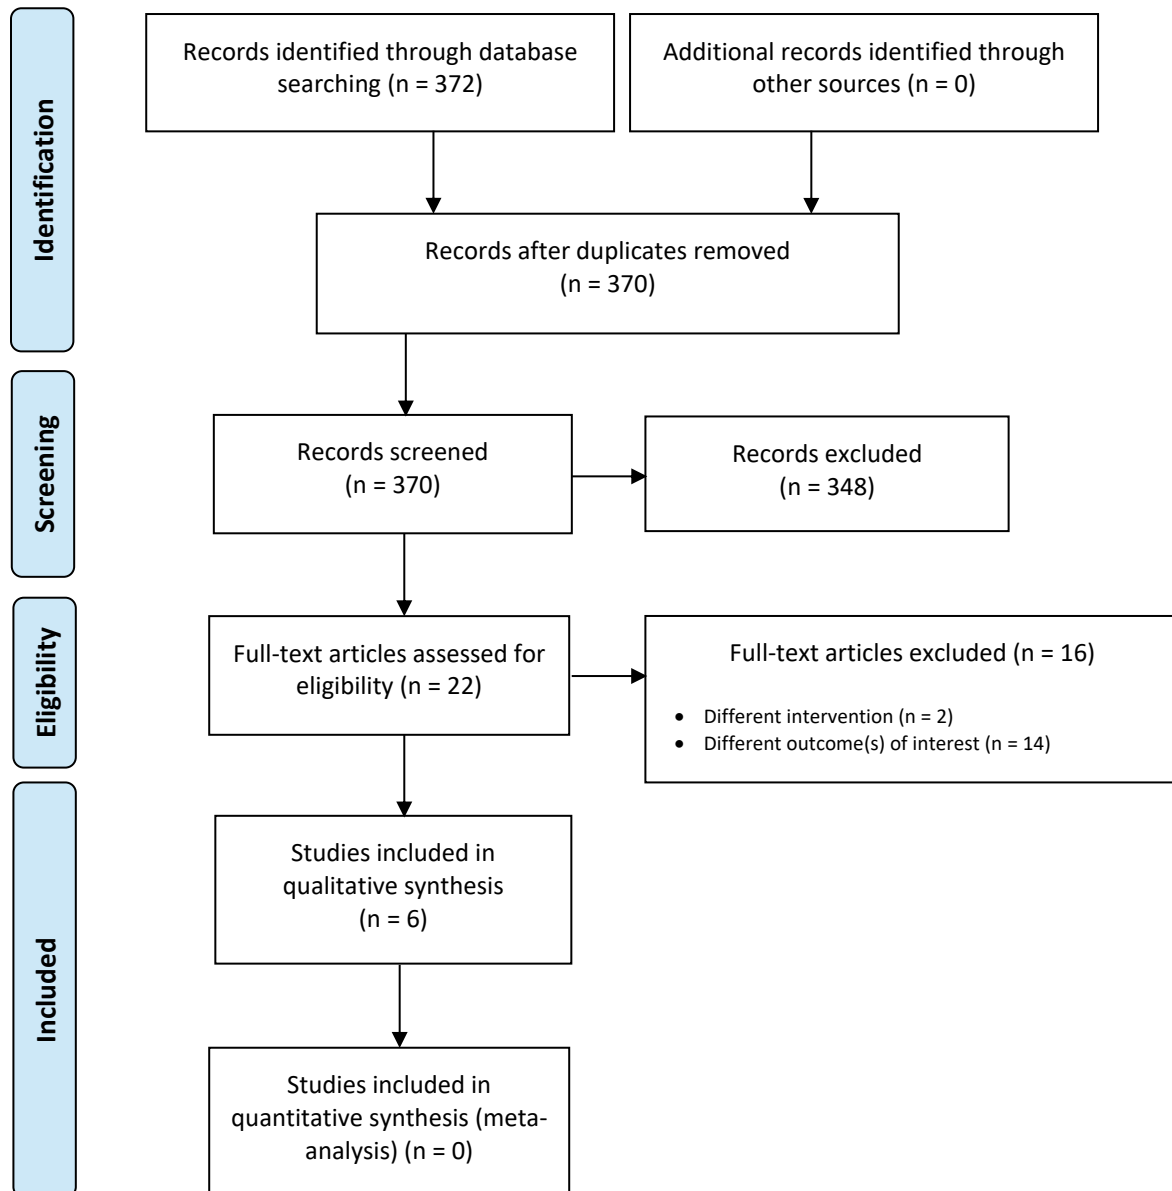 Identification
Records identified through database
searching (n = 372)
Additional records identified through
other sources (n = 0)
Records after duplicates removed
(n = 370)
Screening
Records screened
(n = 370)
Records excluded
(n = 348)
Eligibility
Full-text articles assessed for
eligibility (n = 22)
Full-text articles excluded (n = 16)
• Different intervention (n = 2)
• Different outcome(s) of interest (n = 14)
Included
Studies included in
qualitative synthesis
(n = 6)
Studies included in
quantitative synthesis (meta-
analysis) (n = 0)